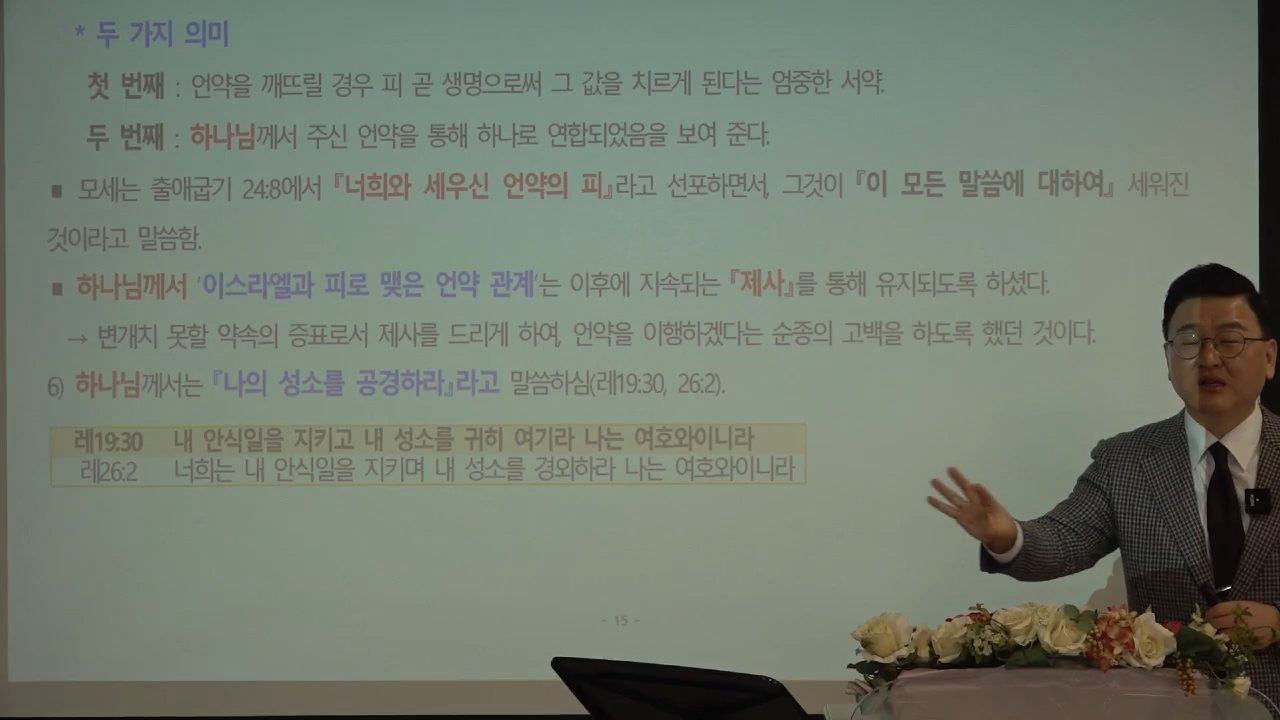 * 두 가지 의미
첫 번째 : 언약을 깨뜨릴 경우 피 곧 생명으로써 그 값을 치르게 된다는 엄중한 서약.
두 번째 : 하나님께서 주신 언약을 통해 하나로 연합되었음을 보여 준다.
■ 모세는 출애굽기 24:8에서 『너희와 세우신 언약의 피』라고 선포하면서, 그것이 『이 모든 말씀에 대하여』 세워진
것이라고 말씀함.
■ 하나님께서 '이스라엘과 피로 맺은 언약 관계'는 이후에 지속되는 『제사』를 통해 유지되도록 하셨다.
→ 변개치 못할 약속의 증표로서 제사를 드리게 하여, 언약을 이행하겠다는 순종의 고백을 하도록 했던 것이다.
6) 하나님께서는 『나의 성소를 공경하라』라고 말씀하심(레19:30, 26:2).
레19:30 내 안식일을 지키고 내 성소를 귀히 여기라 나는 여호와이니라
레26:2 너희는 내 안식일을 지키며 내 성소를 경외하라 나는 여호와이니라
- 15 -